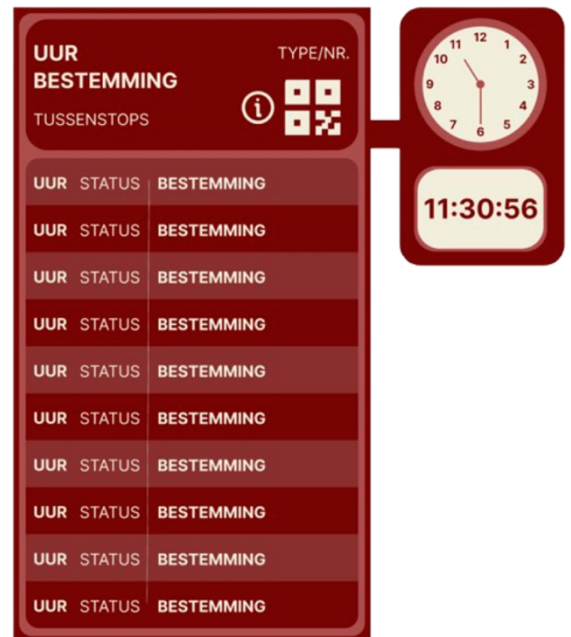 UUR
TYPE/NR.
BESTEMMING
TUSSENSTOPS
UUR STATUS BESTEMMING
UUR STATUS BESTEMMING
UUR STATUS BESTEMMING
UUR STATUS BESTEMMING
UUR STATUS BESTEMMING
UUR STATUS BESTEMMING
UUR STATUS BESTEMMING
UUR STATUS BESTEMMING
UUR STATUS BESTEMMING
UUR STATUS BESTEMMING
12
1
2
3
4
5
6
7
8
9
10
11
11:30:56